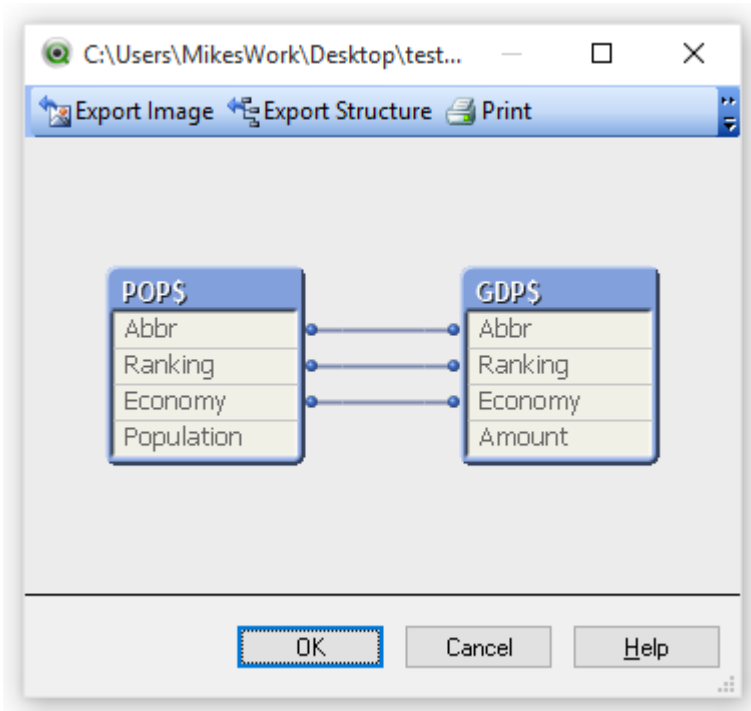 C:\Users\MikesWork\Desktop\test...
Export Image Export Structure Print
POP$
Abbr
Ranking
Economy
Population
GDP$
Abbr
Ranking
Economy
Amount
OK Cancel Help